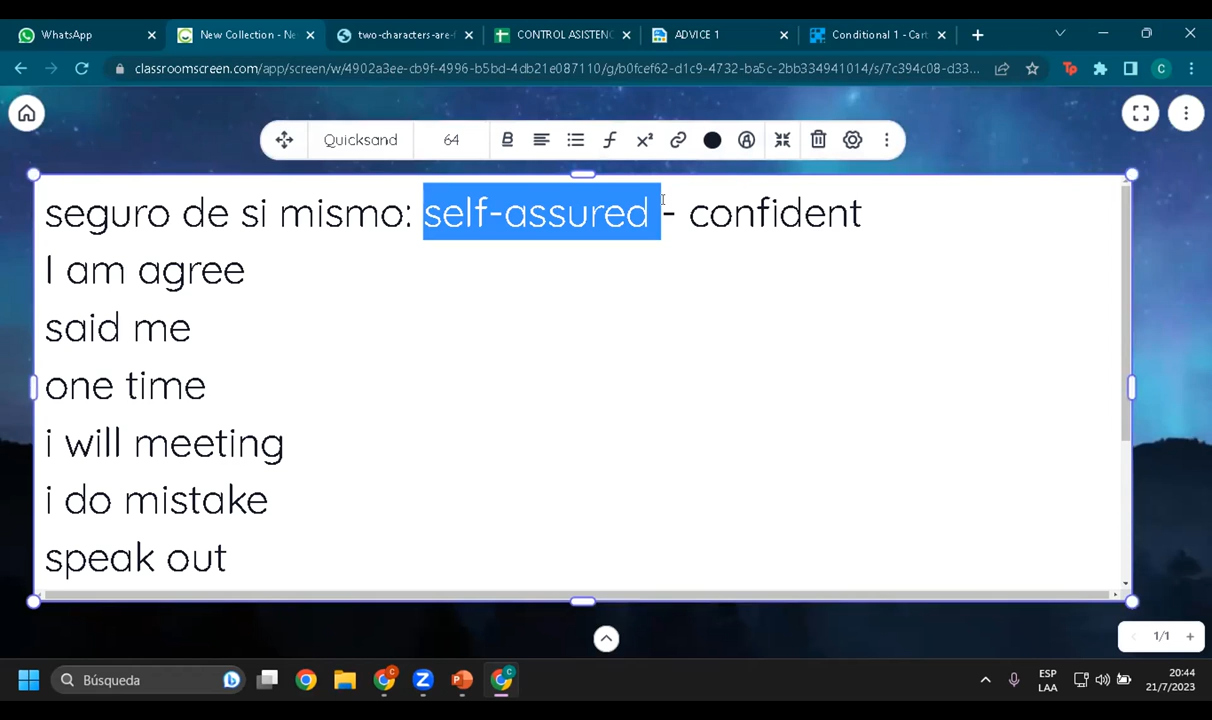 WhatsApp
New Collection - Ne
two-characters-are-f
CONTROL ASISTENC
ADVICE 1
Conditional 1 - Cart
classroomscreen.com/app/screen/w/4902a3ee-cb9f-4996-b5bd-4db21e087110/g/b0fcef62-d1c9-4732-ba5c-2bb334941014/s/7c394c08-d33...
Tp
C
Quicksand
64
B
seguro de si mismo: self-assured - confident
I am agree
said me
one time
i will meeting
i do mistake
speak out
1/1
Búsqueda
ESP
LAA
20:44
21/7/2023